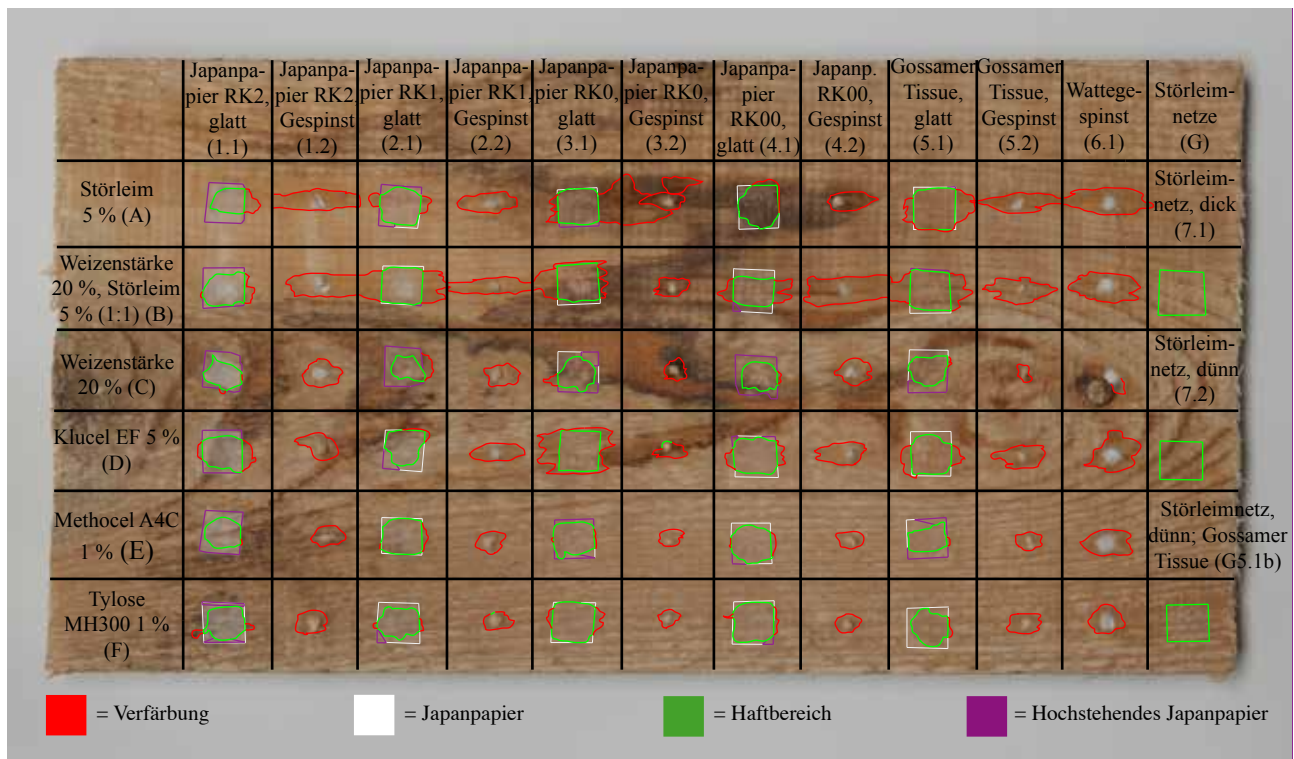 Japanpa-
pier RK2,
glatt
(1.1)
Japanpa-
pier RK2,
Gespinst
(1.2)
Japanpa-
pier RK1,
glatt
(2.1)
Japanpa-
pier RK1,
Gespinst
(2.2)
Japanpa-
pier RK0,
glatt
(3.1)
Japanpa-
pier RK0,
Gespinst
(3.2)
Japanpa-
pier
RK00,
glatt (4.1)
Japanp.
RK00,
Gespinst
(4.2)
Gossamer
Tissue,
glatt
(5.1)
Gossamer
Tissue,
Gespinst
(5.2)
Wattege-
spinst
(6.1)
Störleim-
netze
(G)
Störleim
5 % (A)
Störleim-
netz, dick
(7.1)
Weizenstärke
20 %, Störleim
5 % (1:1) (B)
Weizenstärke
20 % (C)
Störleim-
netz, dünn
(7.2)
Klucel EF 5 %
(D)
Methocel A4C
1 % (E)
Störleimnetz,
dünn; Gossamer
Tissue (G5.1b)
Tylose
MH300 1 %
(F)
= Verfärbung
= Japanpapier
= Haftbereich
= Hochstehendes Japanpapier